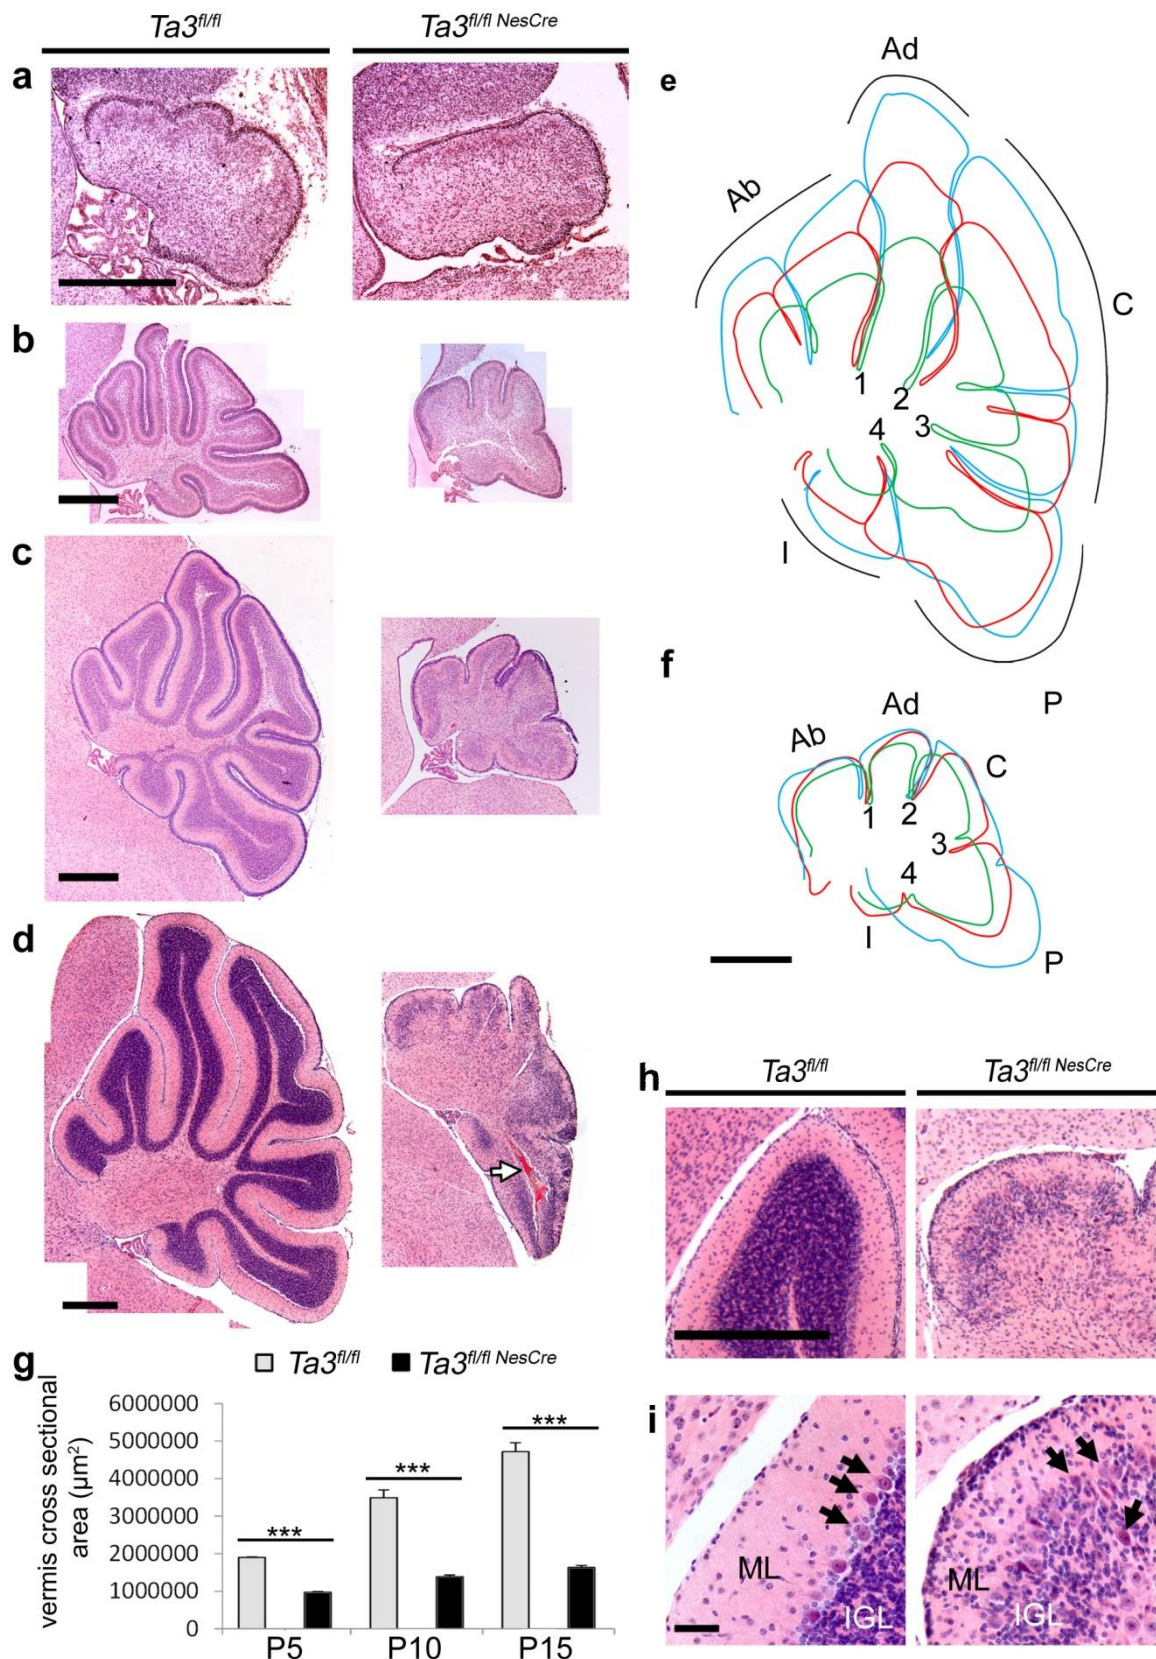 Ta3fl/fl
Ta3fl/fl NesCre
a
b
c
d
e
Ad
Ab
C
1
2
3
4
I
P
f
Ad
Ab
C
1
2
3
4
I
P
g
Ta3fl/fl
Ta3fl/fl NesCre
vermis cross sectional
area (µm²)
6000000
5000000
4000000
3000000
2000000
1000000
0
***
***
***
P5
P10
P15
h
Ta3fl/fl
Ta3fl/fl NesCre
i
ML
IGL
ML
IGL